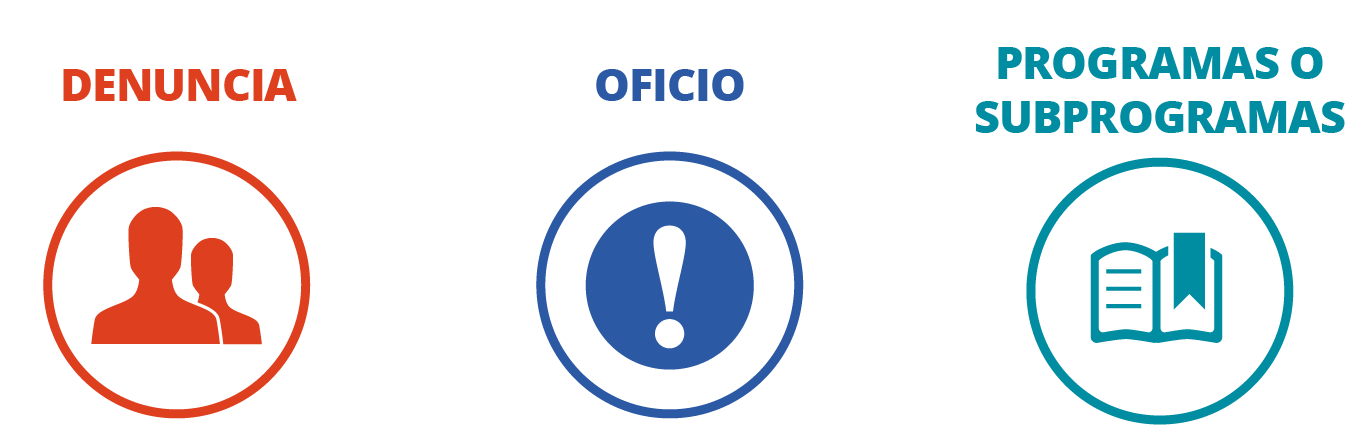 DENUNCIA
OFICIO
PROGRAMAS O
SUBPROGRAMAS